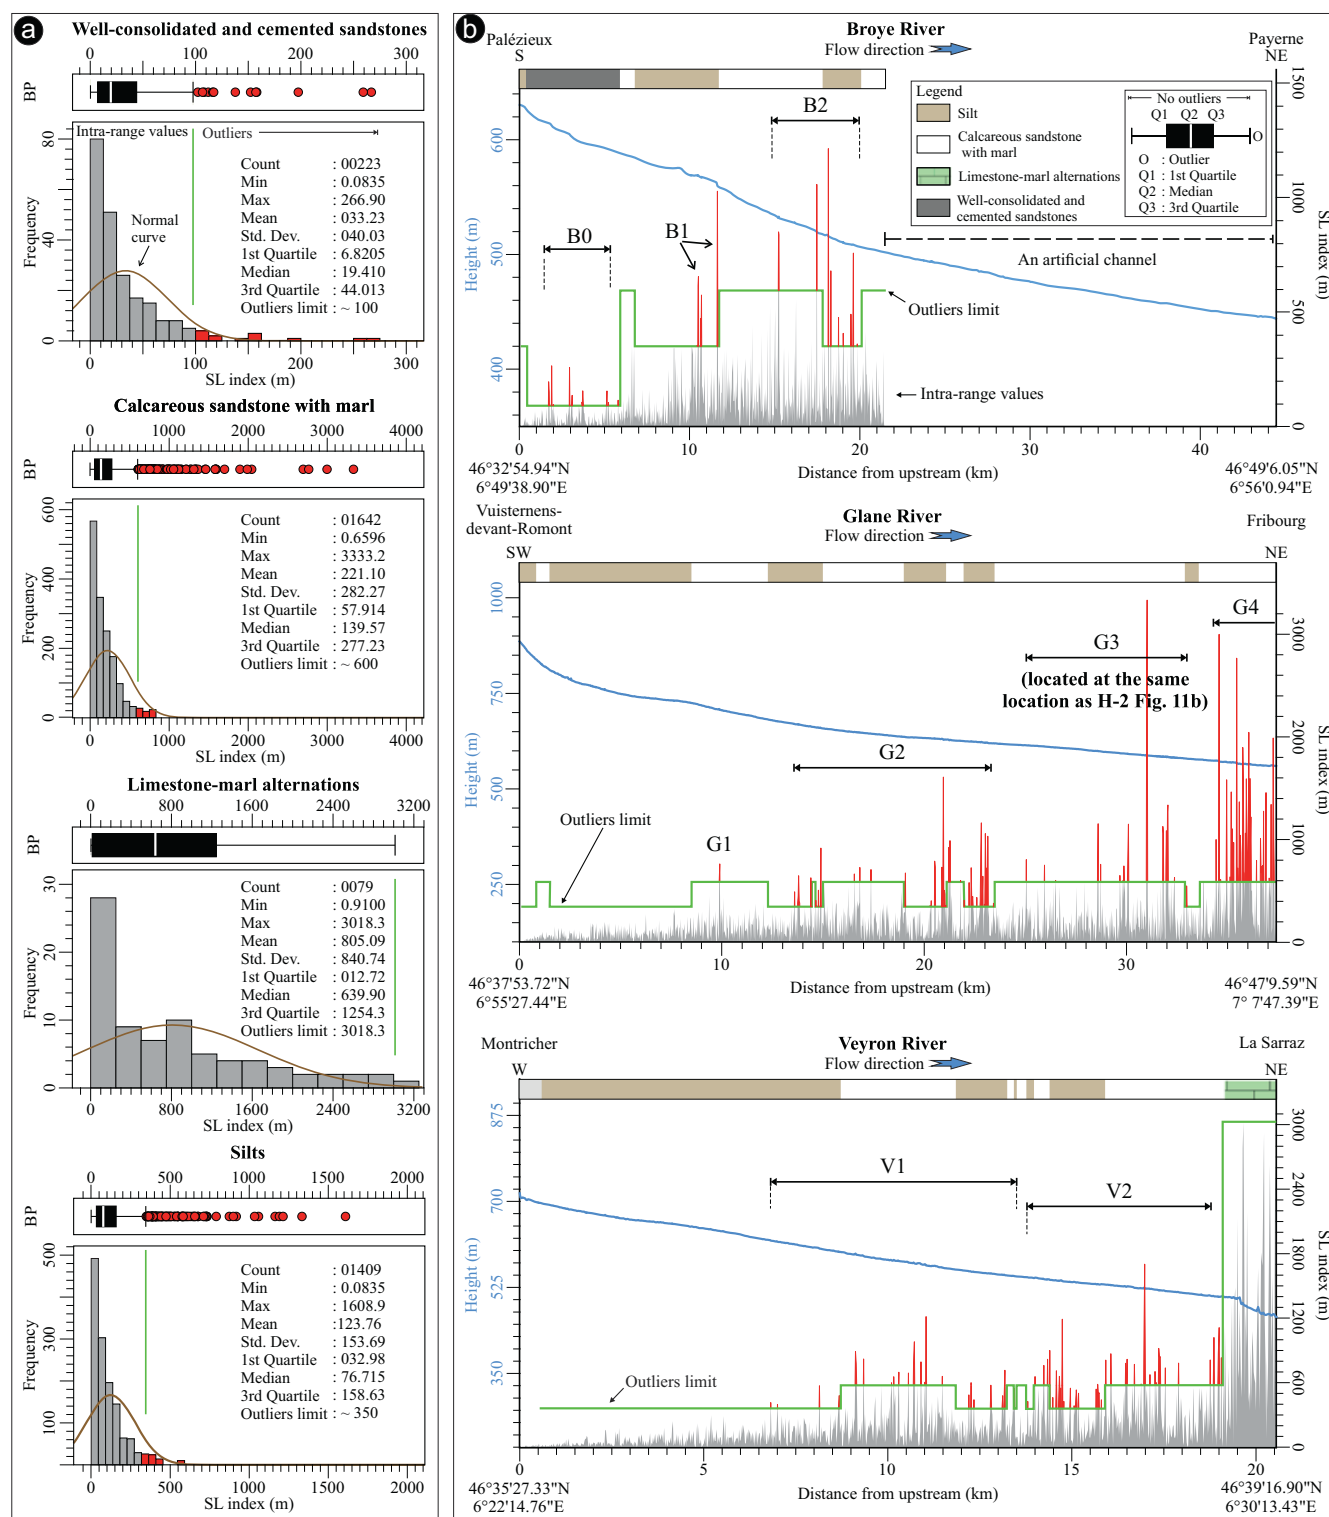 a
Well-consolidated and cemented sandstones
0 100 200 300
BP
Intra-range values
Outliers
80
40
0
Frequency
Normal
curve
Count : 00223
Min : 0.0835
Max : 266.90
Mean : 033.23
Std. Dev. : 040.03
1st Quartile : 6.8205
Median : 19.410
3rd Quartile : 44.013
Outliers limit : ~ 100
0 100 200 300
SL index (m)
Calcareous sandstone with marl
0 1000 2000 3000 4000
BP
600
400
200
0
Frequency
Count : 01642
Min : 0.6596
Max : 3333.2
Mean : 221.10
Std. Dev. : 282.27
1st Quartile : 57.914
Median : 139.57
3rd Quartile : 277.23
Outliers limit : ~ 600
0 1000 2000 3000 4000
SL index (m)
Limestone-marl alternations
0 800 1600 2400 3200
BP
30
20
10
0
Frequency
Count : 0079
Min : 0.9100
Max : 3018.3
Mean : 805.09
Std. Dev. : 840.74
1st Quartile : 012.72
Median : 639.90
3rd Quartile : 1254.3
Outliers limit : 3018.3
0 800 1600 2400 3200
SL index (m)
Silts
0 500 1000 1500 2000
BP
500
300
100
Frequency
Count : 01409
Min : 0.0835
Max : 1608.9
Mean : 123.76
Std. Dev. : 153.69
1st Quartile : 032.98
Median : 76.715
3rd Quartile : 158.63
Outliers limit : ~ 350
0 500 1000 1500 2000
SL index (m)
b
Broye River
Flow direction
Palézieux
S
Payerne
NE
600
500
400
Height (m)
1500
1000
500
0
SL index (m)
Legend
Silt
Calcareous sandstone
with marl
Limestone-marl alternations
Well-consolidated and
cemented sandstones
No outliers
Q1 Q2 Q3
O
O : Outlier
Q1 : 1st Quartile
Q2 : Median
Q3 : 3rd Quartile
B0
B1
B2
An artificial channel
Outliers limit
Intra-range values
0 10 20 30 40
Distance from upstream (km)
46°32'54.94"N
6°49'38.90"E
46°49'6.05"N
6°56'0.94"E
Glane River
Flow direction
Vuisternens-
devant-Romont
SW
Fribourg
NE
1000
750
500
250
Height (m)
3000
2000
1000
0
SL index (m)
G1
G2
G3
G4
(located at the same
location as H-2 Fig. 11b)
Outliers limit
0 10 20 30
Distance from upstream (km)
46°37'53.72"N
6°55'27.44"E
46°47'9.59"N
7° 7'47.39"E
Veyron River
Flow direction
Montricher
W
La Sarraz
NE
875
700
525
350
Height (m)
3000
2400
1800
1200
600
0
SL index (m)
V1
V2
Outliers limit
0 5 10 15 20
Distance from upstream (km)
46°35'27.33"N
6°22'14.76"E
46°39'16.90"N
6°30'13.43"E